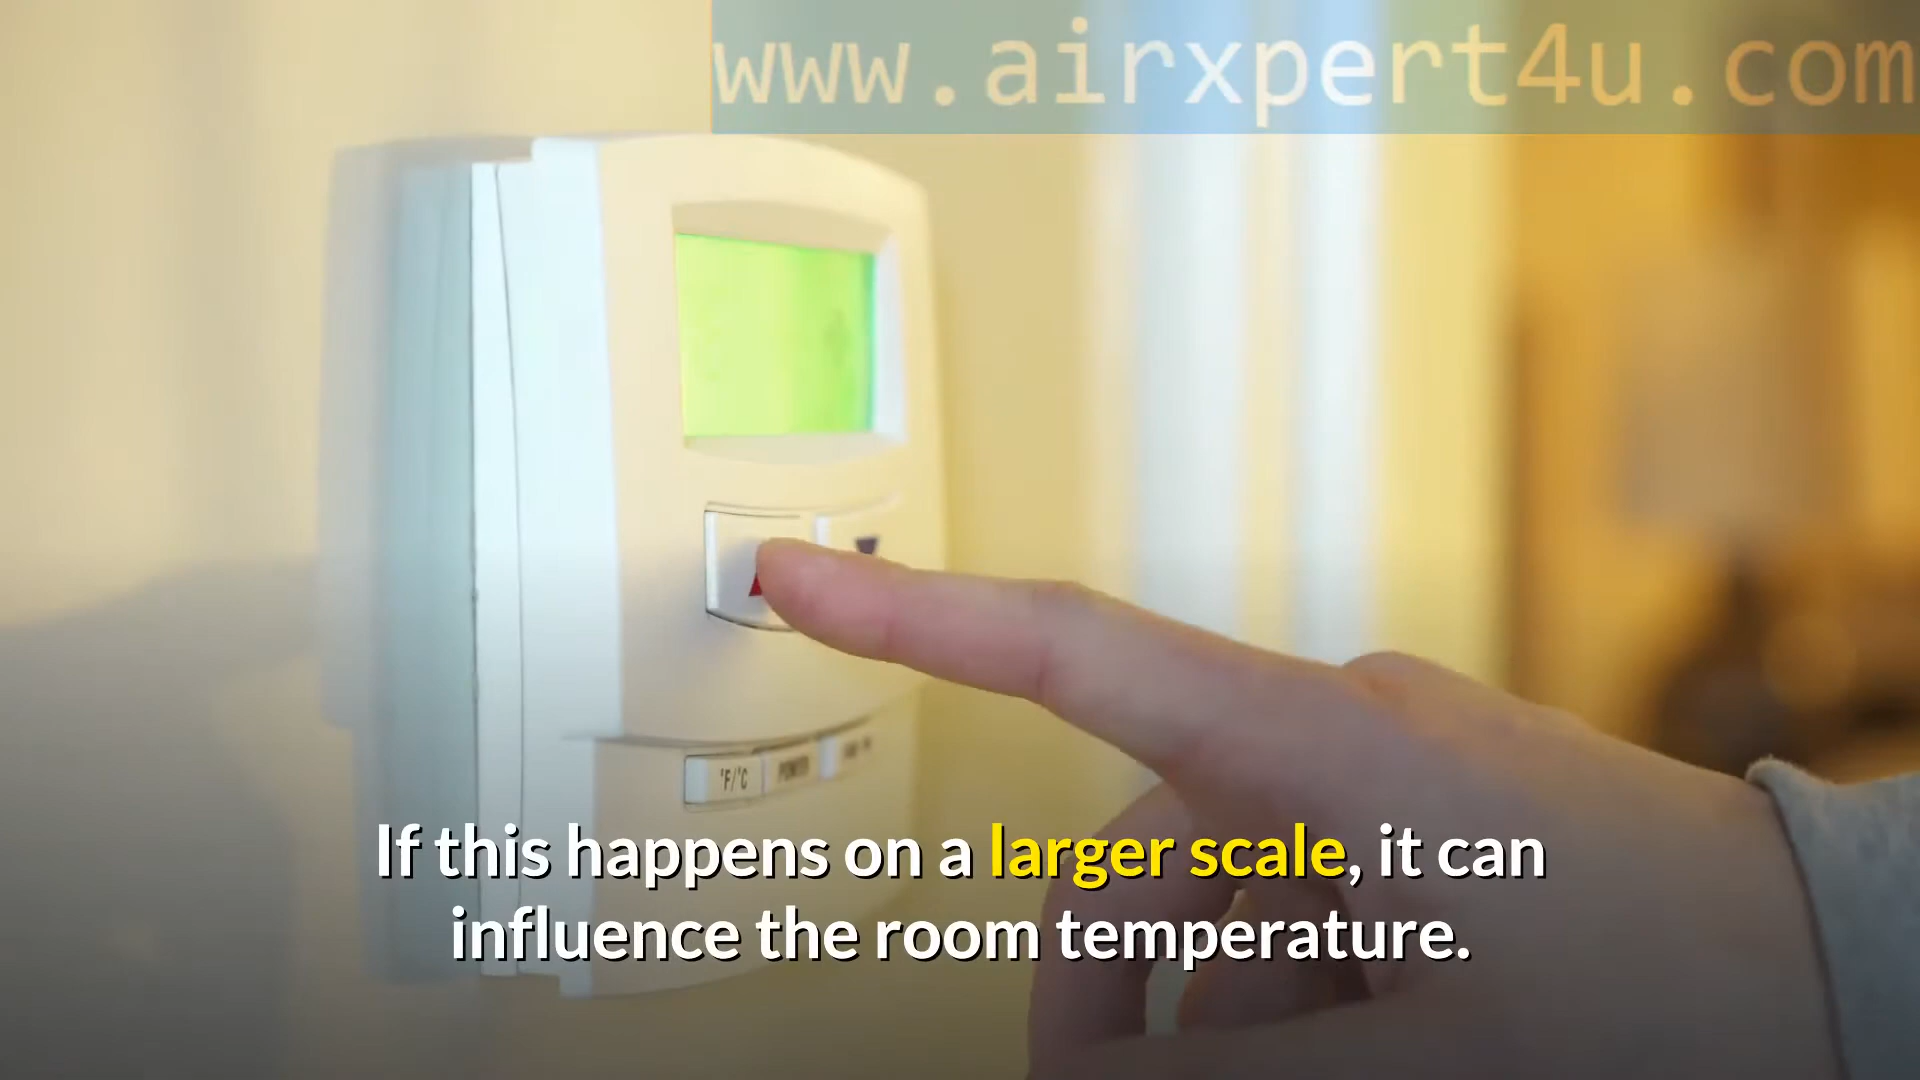 www.airxpert4u.com
°F/°C
POWER
If this happens on a larger scale, it can
influence the room temperature.